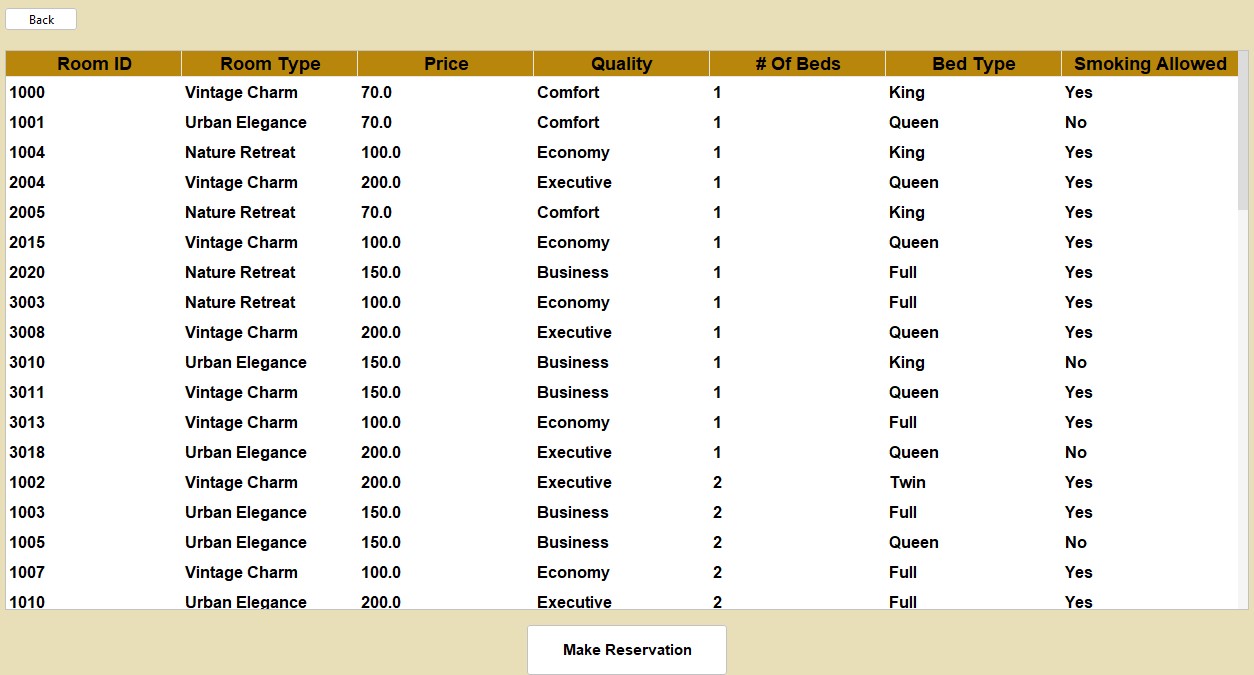 Back
Room ID Room Type Price Quality # Of Beds Bed Type Smoking Allowed
1000 Vintage Charm 70.0 Comfort 1 King Yes
1001 Urban Elegance 70.0 Comfort 1 Queen No
1004 Nature Retreat 100.0 Economy 1 King Yes
2004 Vintage Charm 200.0 Executive 1 Queen Yes
2005 Nature Retreat 70.0 Comfort 1 King Yes
2015 Vintage Charm 100.0 Economy 1 Queen Yes
2020 Nature Retreat 150.0 Business 1 Full Yes
3003 Nature Retreat 100.0 Economy 1 Full Yes
3008 Vintage Charm 200.0 Executive 1 Queen Yes
3010 Urban Elegance 150.0 Business 1 King No
3011 Vintage Charm 150.0 Business 1 Queen Yes
3013 Vintage Charm 100.0 Economy 1 Full Yes
3018 Urban Elegance 200.0 Executive 1 Queen No
1002 Vintage Charm 200.0 Executive 2 Twin Yes
1003 Urban Elegance 150.0 Business 2 Full Yes
1005 Urban Elegance 150.0 Business 2 Queen No
1007 Vintage Charm 100.0 Economy 2 Full Yes
1010 Urban Elegance 200.0 Executive 2 Full Yes
Make Reservation